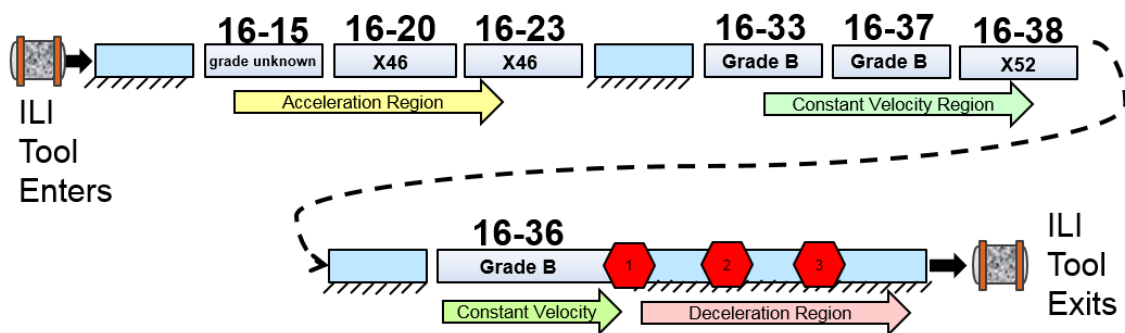 16-15
16-20
16-23
16-33
16-37
16-38
grade unknown
X46
X46
Grade B
Grade B
X52
Acceleration Region
Constant Velocity Region
ILI
Tool
Enters
16-36
Grade B
1
2
3
Constant Velocity
Deceleration Region
ILI
Tool
Exits